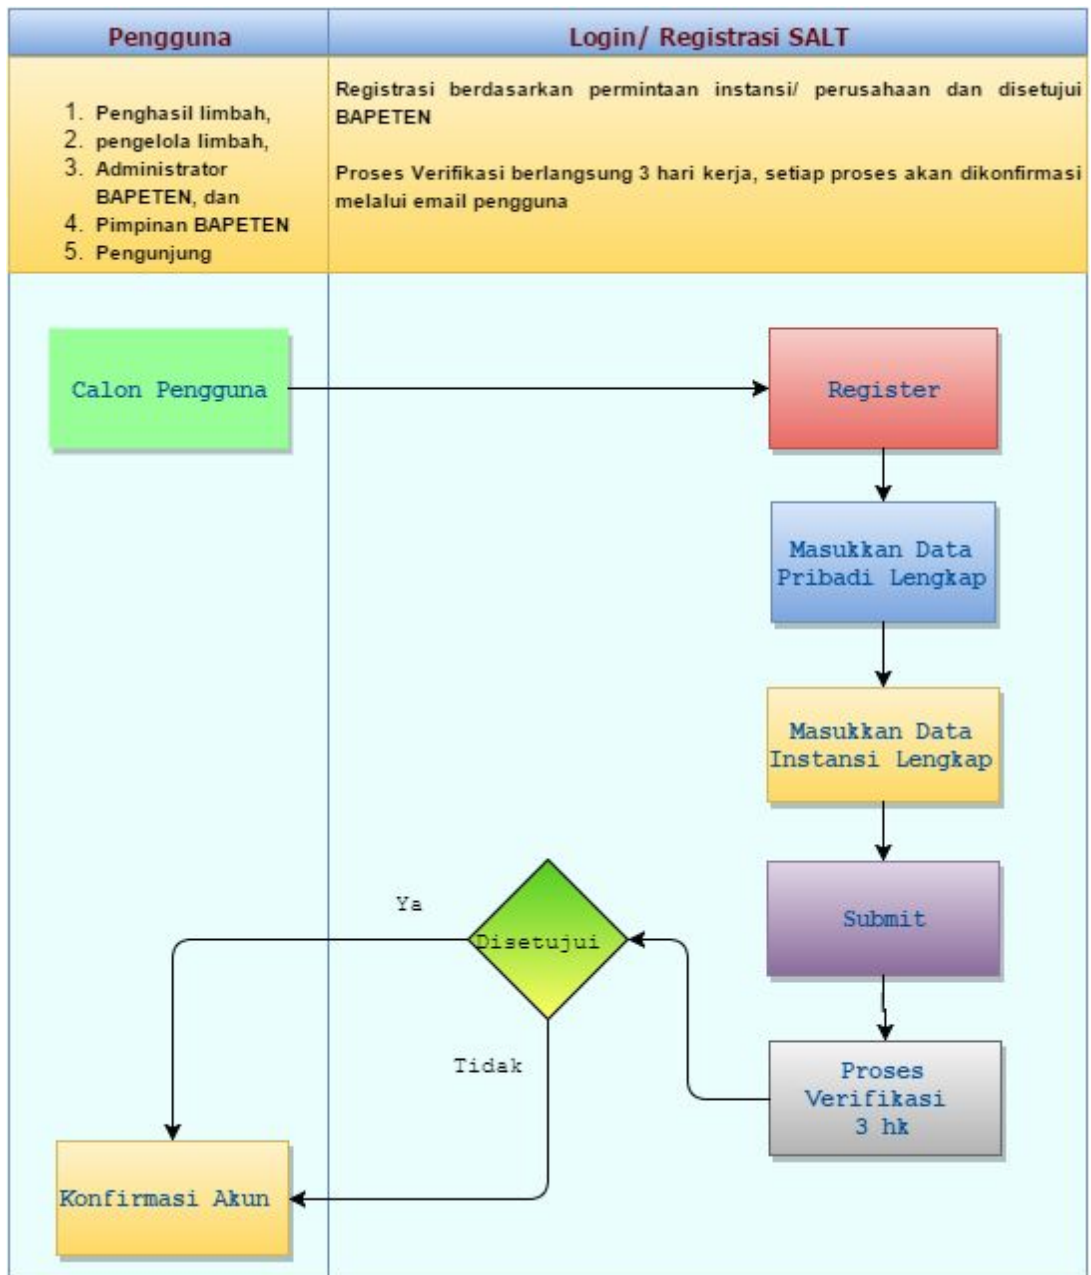 Pengguna
Login/ Registrasi SALT
1. Penghasil limbah,
2. pengelola limbah,
3. Administrator
BAPETEN, dan
4. Pimpinan BAPETEN
5. Pengunjung
Registrasi berdasarkan permintaan instansi/ perusahaan dan disetujui
BAPETEN
Proses Verifikasi berlangsung 3 hari kerja, setiap proses akan dikonfirmasi
melalui email pengguna
Calon Pengguna
Register
Masukkan Data
Pribadi Lengkap
Masukkan Data
Instansi Lengkap
Submit
Proses
Verifikasi
3 hk
Disetujui
Ya
Tidak
Konfirmasi Akun